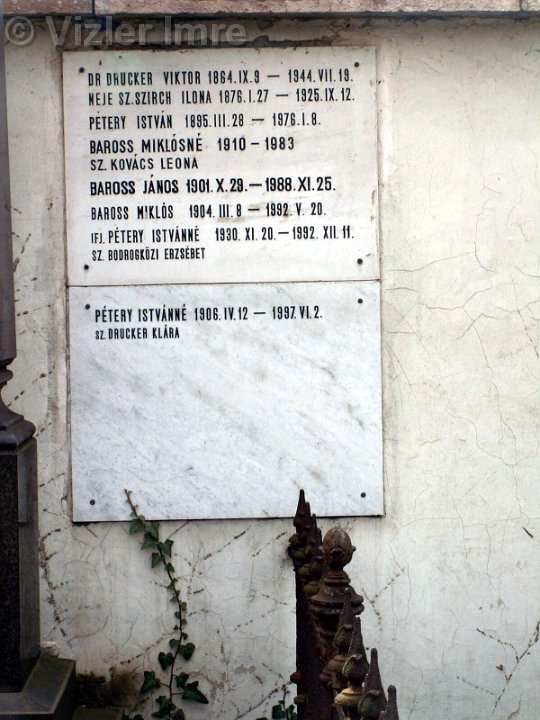 © Vizler Imre
DR DRUCKER VIKTOR 1864.IX.9 — 1944.VII.19.
NEJE SZ.SZIRCH ILONA 1876.I.27 — 1925.IX.12.
PÉTERY ISTVÁN 1895.III.28 — 1976.I.8.
BAROSS MIKLÓSNÉ 1910 – 1983
SZ. KOVÁCS LEONA
BAROSS JÁNOS 1901.X.29.—1988.XI.25.
BAROSS MIKLÓS 1904.III.8 — 1992.V.20.
IFJ. PÉTERY ISTVÁNNÉ 1930.XI.20.—1992.XII.11.
SZ. BODROGKÖZI ERZSÉBET
PÉTERY ISTVÁNNÉ 1906.IV.12 — 1997.VI.2.
SZ. DRUCKER KLÁRA